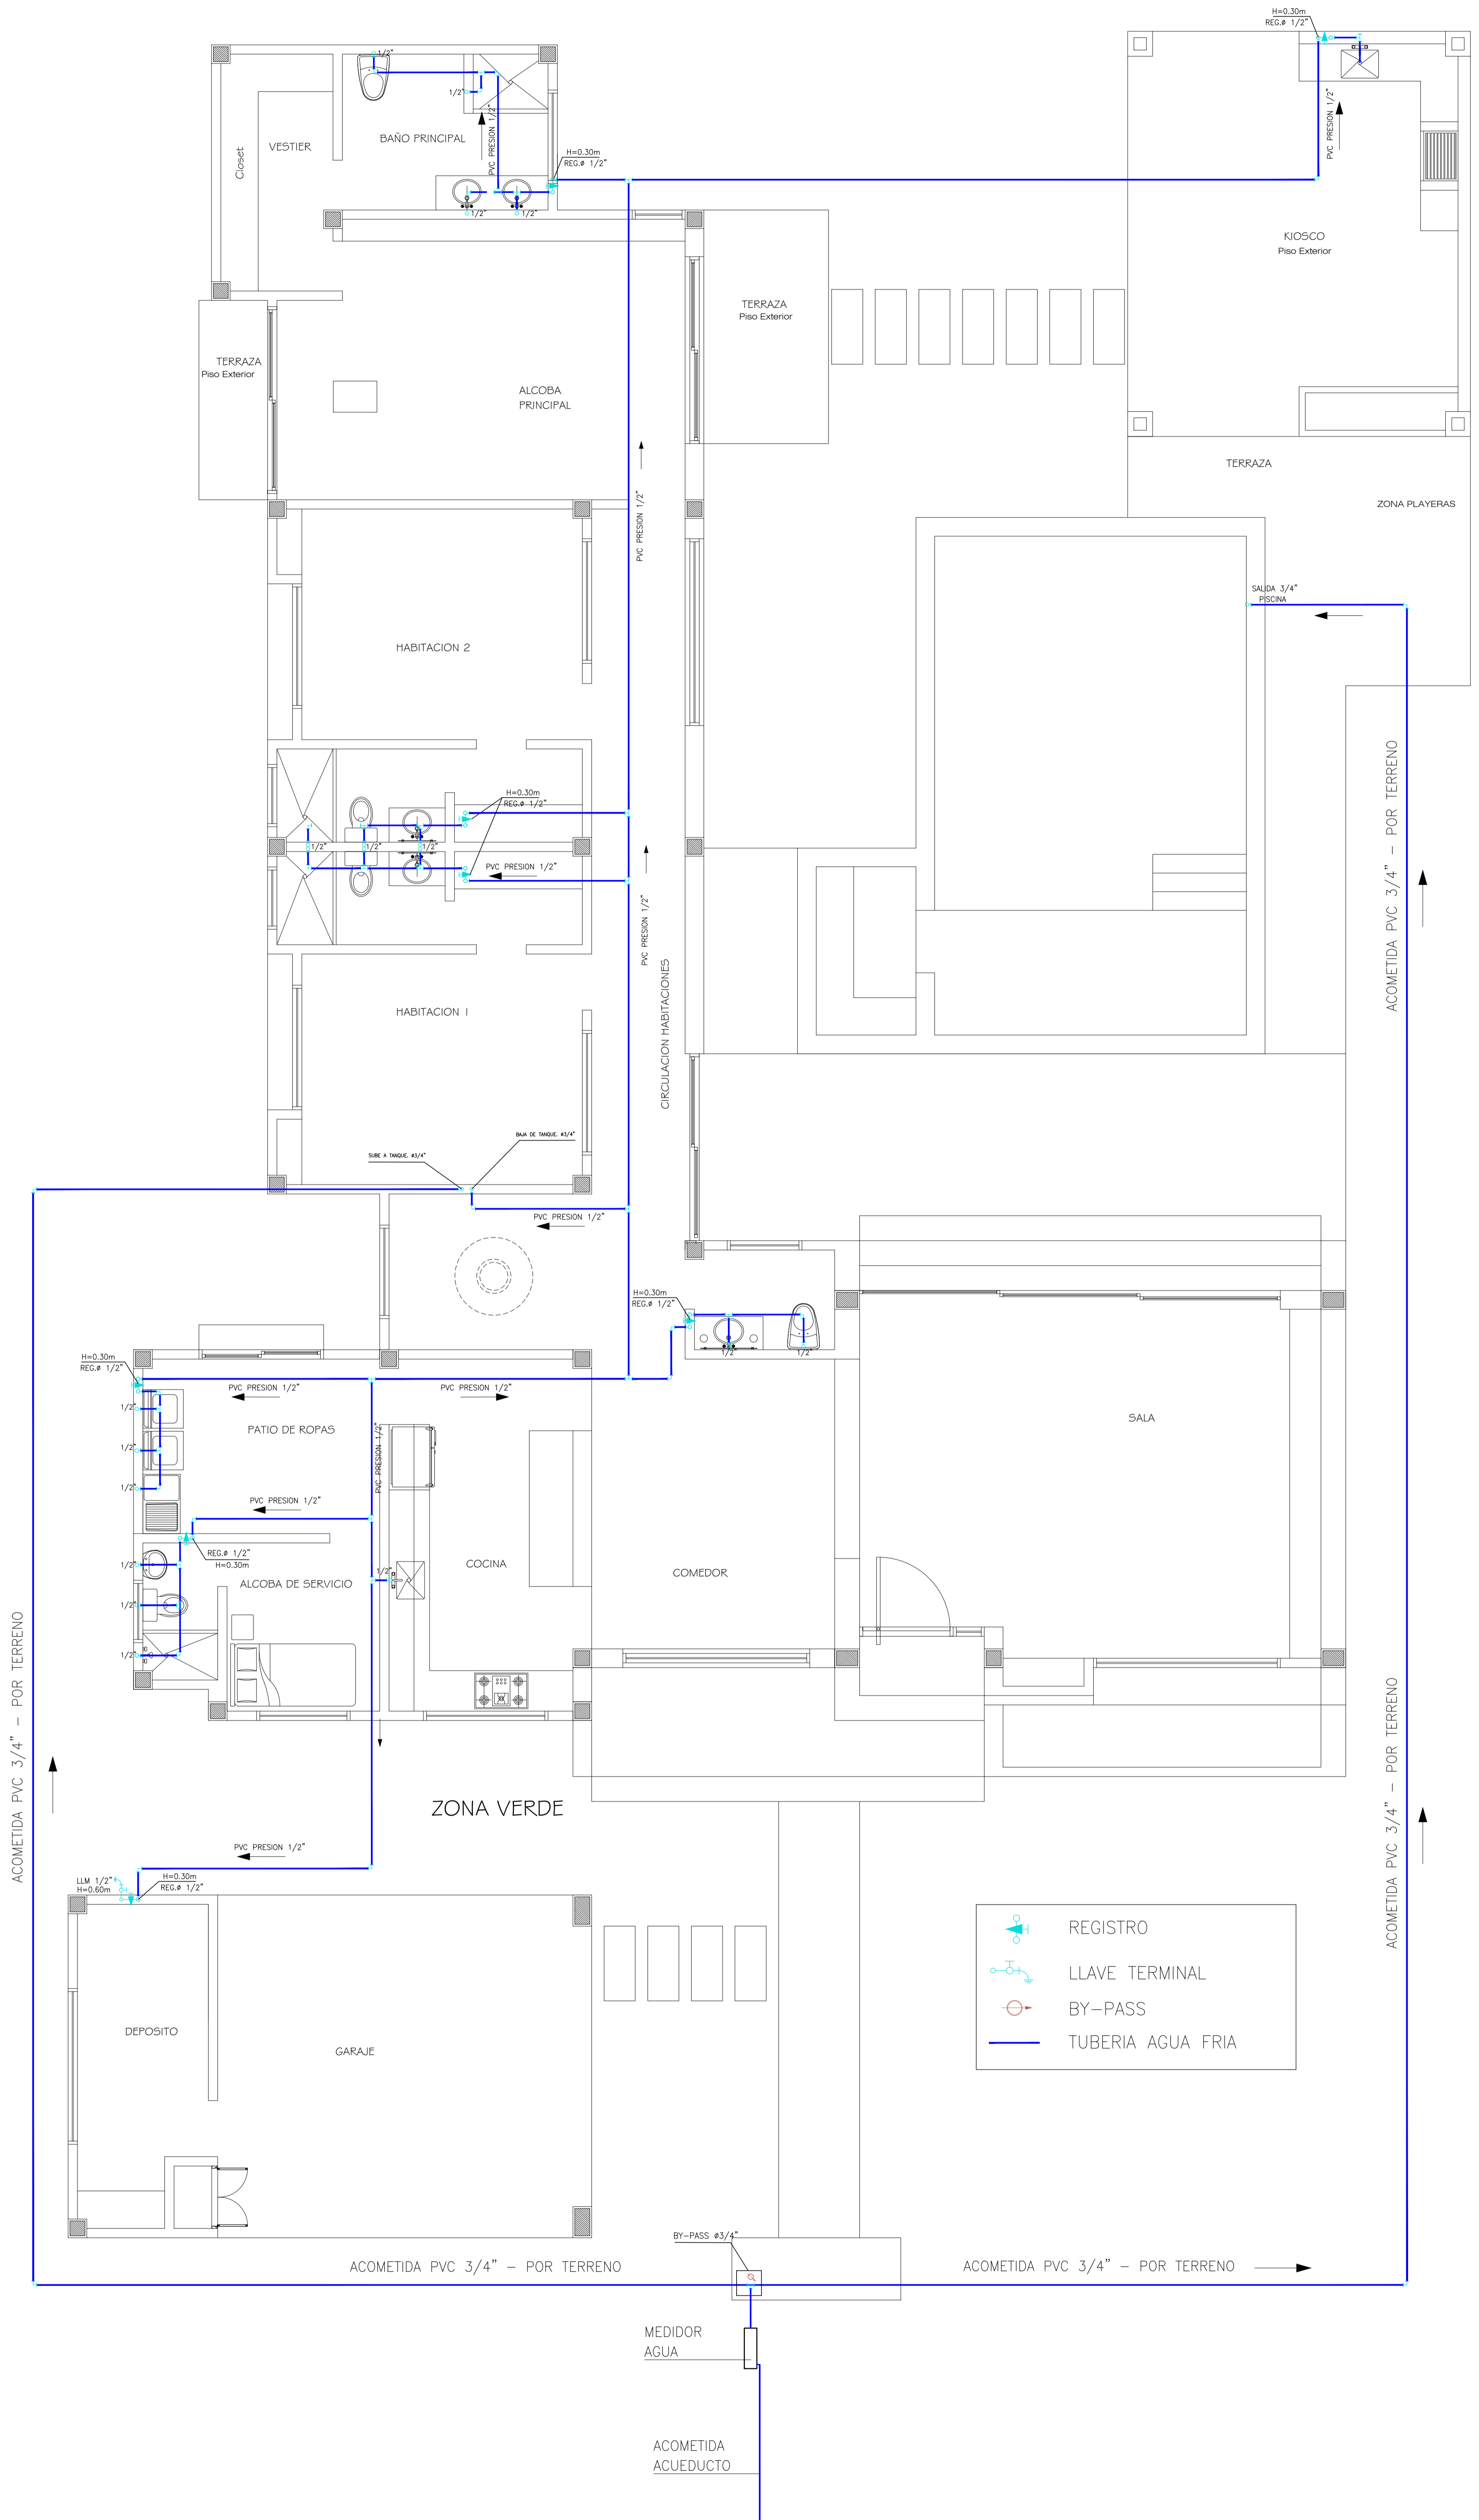 H=0.30m
REG.ø 1/2"
1/2"
1/2"
PVC PRESION 1/2"
PVC PRESION 1/2"
BAÑO PRINCIPAL
VESTIER
Closet
H=0.30m
REG.ø 1/2"
1/2"
1/2"
KIOSCO
Piso Exterior
TERRAZA
Piso Exterior
TERRAZA
Piso Exterior
ALCOBA
PRINCIPAL
TERRAZA
ZONA PLAYERAS
PVC PRESION 1/2"
SALIDA 3/4"
PISCINA
HABITACION 2
ACOMETIDA PVC 3/4" - POR TERRENO
H=0.30m
REG.ø 1/2"
1/2"
1/2"
1/2"
PVC PRESION 1/2"
PVC PRESION 1/2"
CIRCULACION HABITACIONES
HABITACION 1
BAJA DE TANQUE. ø3/4"
SUBE A TANQUE. ø3/4"
PVC PRESION 1/2"
H=0.30m
REG.ø 1/2"
1/2"
1/2"
H=0.30m
REG.ø 1/2"
PVC PRESION 1/2"
PVC PRESION 1/2"
1/2"
PATIO DE ROPAS
SALA
PVC PRESION 1/2"
1/2"
1/2"
PVC PRESION 1/2"
REG.ø 1/2"
H=0.30m
1/2"
COCINA
1/2"
COMEDOR
ALCOBA DE SERVICIO
1/2"
1/2"
ACOMETIDA PVC 3/4" - POR TERRENO
ACOMETIDA PVC 3/4" - POR TERRENO
ZONA VERDE
PVC PRESION 1/2"
LLM 1/2"
H=0.60m
H=0.30m
REG.ø 1/2"
REGISTRO
LLAVE TERMINAL
BY-PASS
TUBERIA AGUA FRIA
DEPOSITO
GARAJE
BY-PASS ø3/4"
ACOMETIDA PVC 3/4" - POR TERRENO
ACOMETIDA PVC 3/4" - POR TERRENO
MEDIDOR
AGUA
ACOMETIDA
ACUEDUCTO